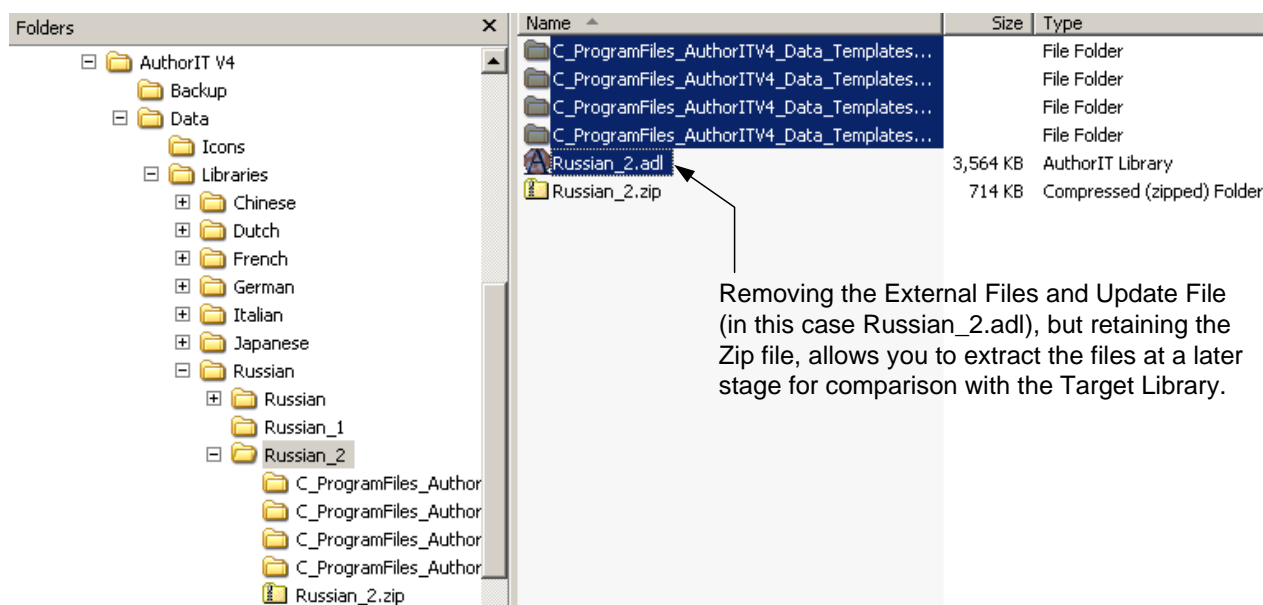 Folders
AuthorIT V4
Backup
Data
Icons
Libraries
Chinese
Dutch
French
German
Italian
Japanese
Russian
Russian
Russian_1
Russian_2
C_ProgramFiles_Author
C_ProgramFiles_Author
C_ProgramFiles_Author
C_ProgramFiles_Author
Russian_2.zip
Name Size Type
C_ProgramFiles_AuthorITV4_Data_Templates... File Folder
C_ProgramFiles_AuthorITV4_Data_Templates... File Folder
C_ProgramFiles_AuthorITV4_Data_Templates... File Folder
C_ProgramFiles_AuthorITV4_Data_Templates... File Folder
Russian_2.adl 3,564 KB AuthorIT Library
Russian_2.zip 714 KB Compressed (zipped) Folder
Removing the External Files and Update File
(in this case Russian_2.adl), but retaining the
Zip file, allows you to extract the files at a later
stage for comparison with the Target Library.